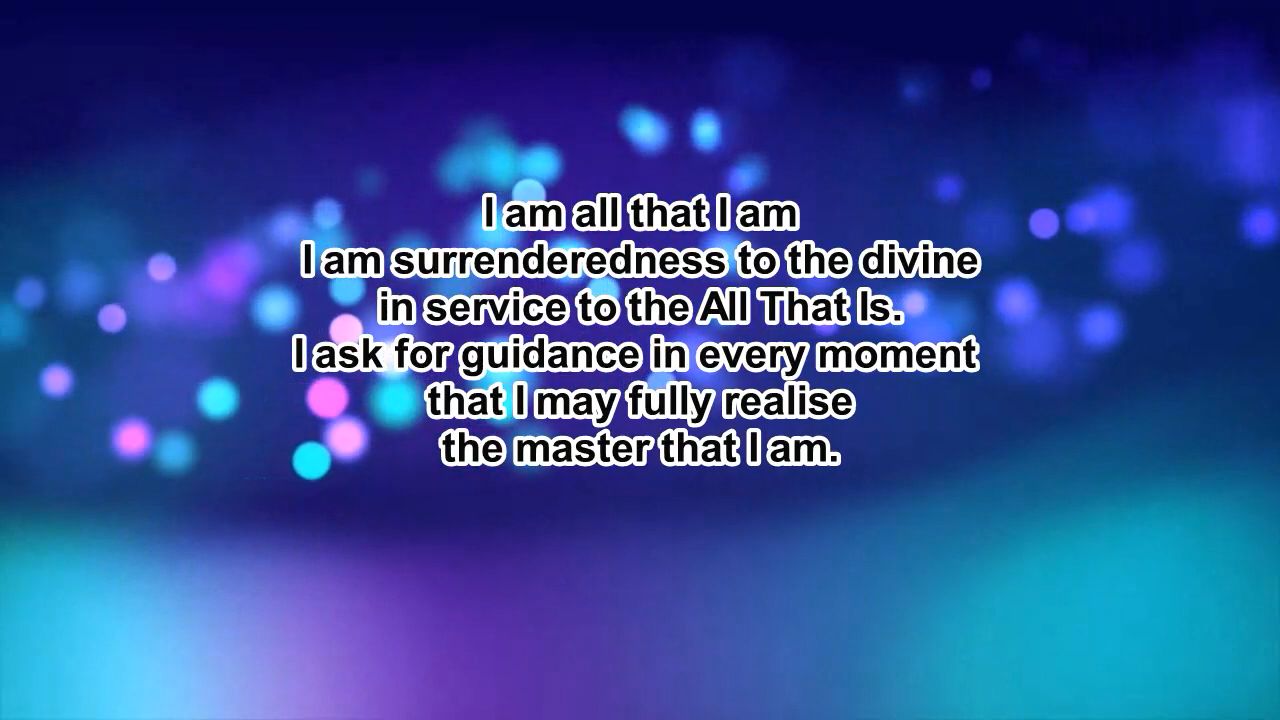 I am all that I am
I am surrenderedness to the divine
in service to the All That Is.
I ask for guidance in every moment
that I may fully realise
the master that I am.